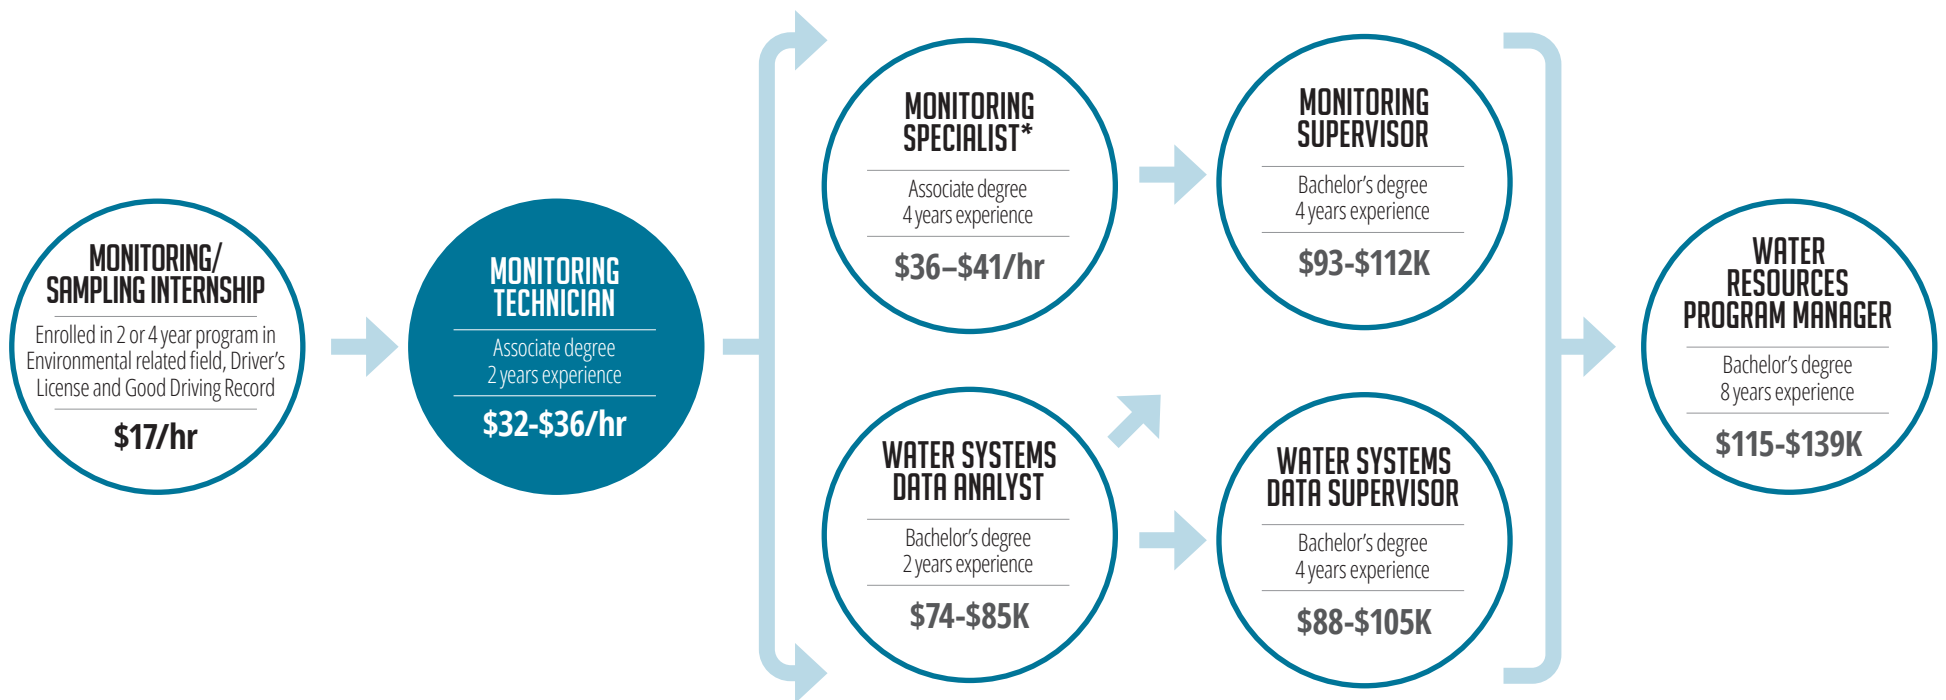 MONITORING/
SAMPLING INTERNSHIP
Enrolled in 2 or 4 year program in
Environmental related field, Driver’s
License and Good Driving Record
$17/hr
MONITORING
TECHNICIAN
Associate degree
2 years experience
$32-$36/hr
MONITORING
SPECIALIST*
Associate degree
4 years experience
$36–$41/hr
MONITORING
SUPERVISOR
Bachelor’s degree
4 years experience
$93-$112K
WATER SYSTEMS
DATA ANALYST
Bachelor’s degree
2 years experience
$74-$85K
WATER SYSTEMS
DATA SUPERVISOR
Bachelor’s degree
4 years experience
$88-$105K
WATER
RESOURCES
PROGRAM MANAGER
Bachelor’s degree
8 years experience
$115-$139K